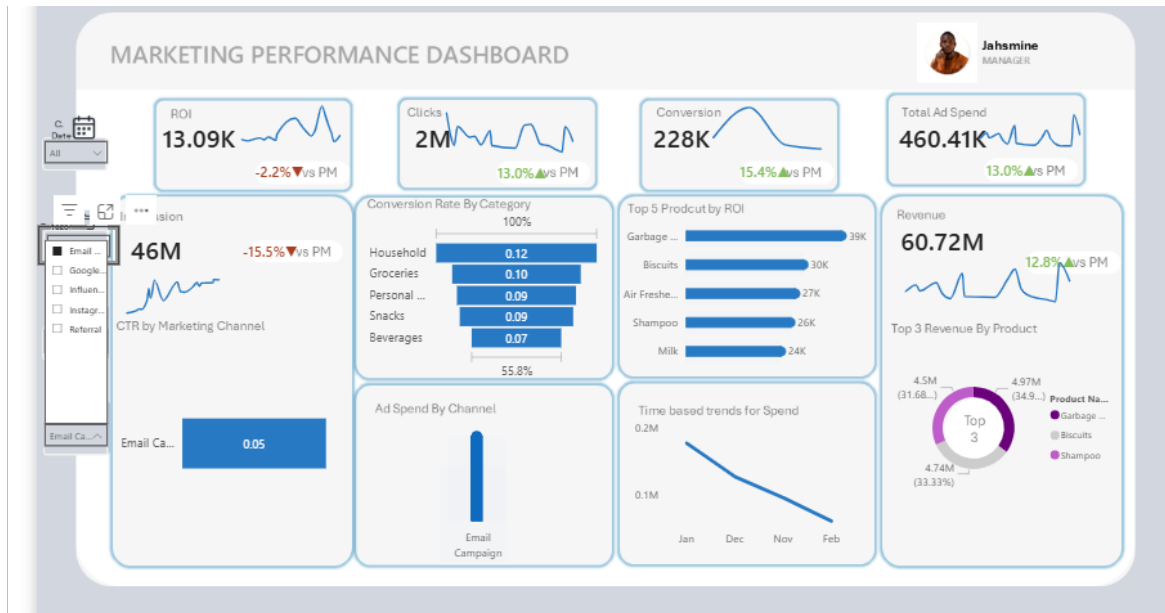 MARKETING PERFORMANCE DASHBOARD
Jahsmine
MANAGER
C.
Date
All
ROI
13.09K
-2.2%▼vs PM
Clicks
2M
13.0%▲vs PM
Conversion
228K
15.4%▲vs PM
Total Ad Spend
460.41K
13.0%▲vs PM
Email ...
Google...
Influen...
Instagr...
Referral
Email Ca...
46M
-15.5%▼vs PM
CTR by Marketing Channel
Email Ca...
0.05
Conversion Rate By Category
100%
Household 0.12
Groceries 0.10
Personal ... 0.09
Snacks 0.09
Beverages 0.07
55.8%
Top 5 Prodcut by ROI
Garbage ... 39K
Biscuits 30K
Air Freshe... 27K
Shampoo 26K
Milk 24K
Revenue
60.72M
12.8%▲vs PM
Top 3 Revenue By Product
4.5M
(31.68...)
4.97M
(34.9...)
4.74M
(33.33%)
Top
3
Product Na...
Garbage ...
Biscuits
Shampoo
Ad Spend By Channel
Email
Campaign
Time based trends for Spend
0.2M
0.1M
Jan Dec Nov Feb